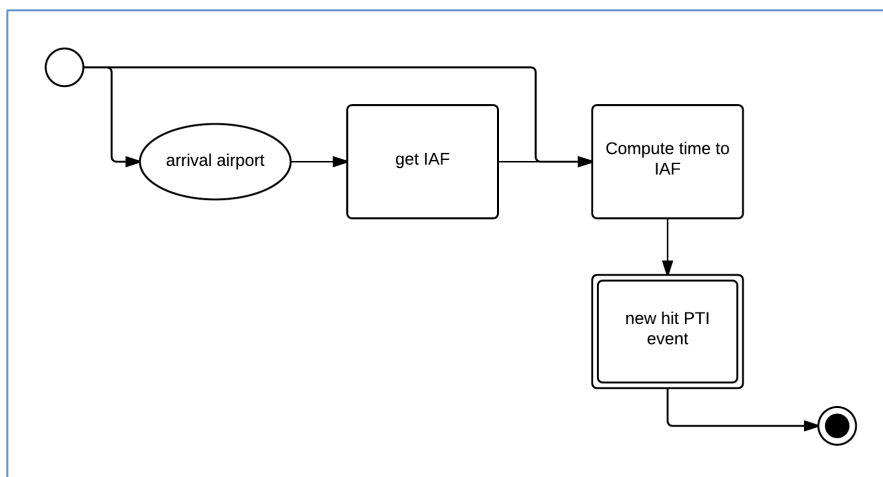 arrival airport
get IAF
Compute time to
IAF
new hit PTI
event